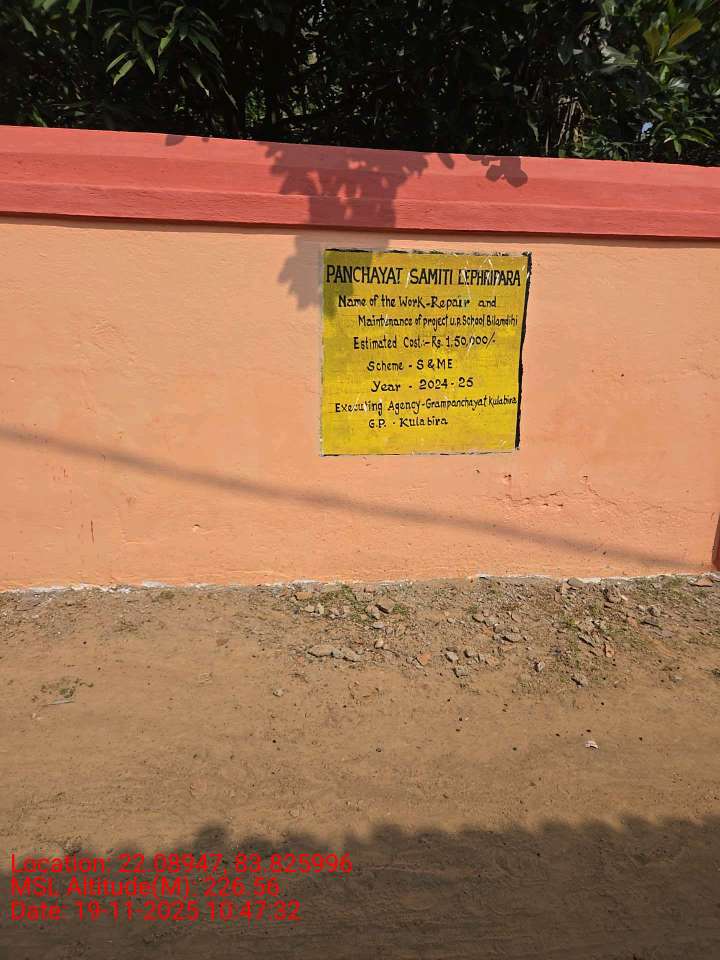 PANCHAYAT SAMITI LEPHRIPARA
Name of the Work-Repair and
Maintenance of project U.P. School Bilamdihi
Estimated Cost:-Rs. 1,50,000/-
Scheme - S & ME
Year - 2024-25
Executing Agency-Grampanchayat Kulabira
G.P. - Kulabira
Location: 22.08947, 83.825996
MSL Altitude(M): 226.56
Date: 19-11-2025 10:47:32